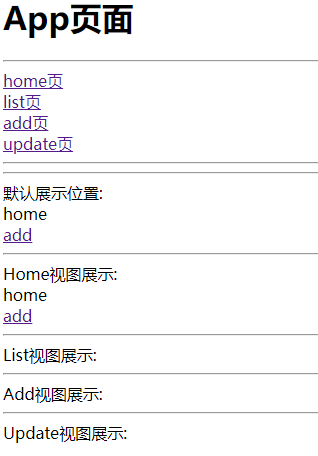 App页面
home页
list页
add页
update页
默认展示位置:
home
add
Home视图展示:
home
add
List视图展示:
Add视图展示:
Update视图展示: